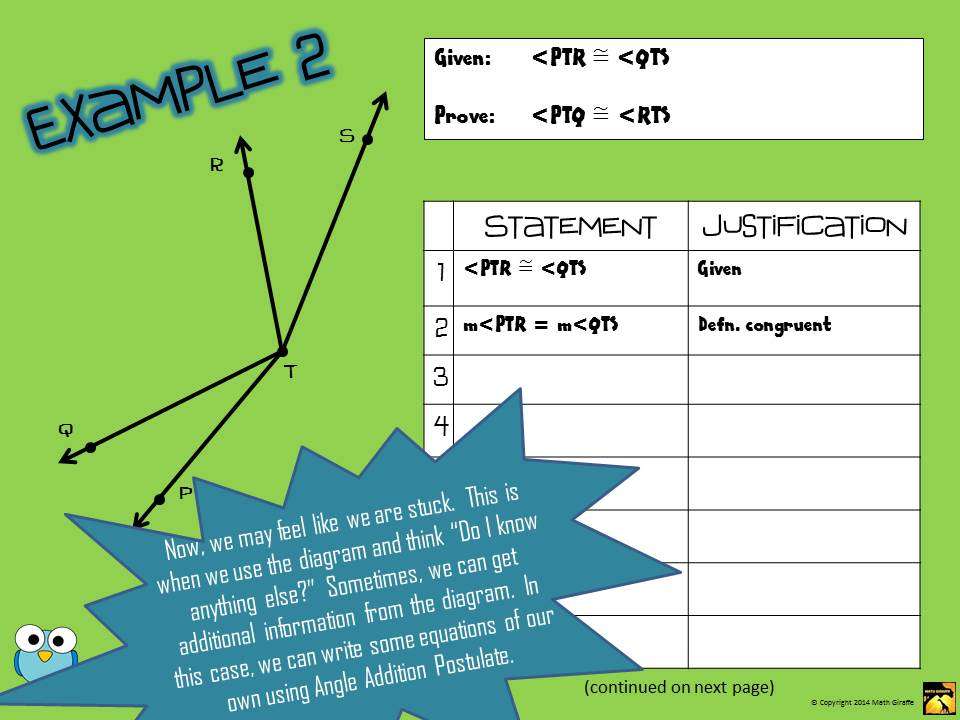 EXAMPLE 2
Given: <PTR ≅ <QTS
Prove: <PTQ ≅ <RTS
S
R
T
Q
P
STATEMENT JUSTIFICATION
1 <PTR ≅ <QTS Given
2 m<PTR = m<QTS Defn. congruent
3
4
Now, we may feel like we are stuck. This is
when we use the diagram and think “Do I know
anything else?” Sometimes, we can get
additional information from the diagram. In
this case, we can write some equations of our
own using Angle Addition Postulate.
(continued on next page)
© Copyright 2014 Math Giraffe
MATH GIRAFFE